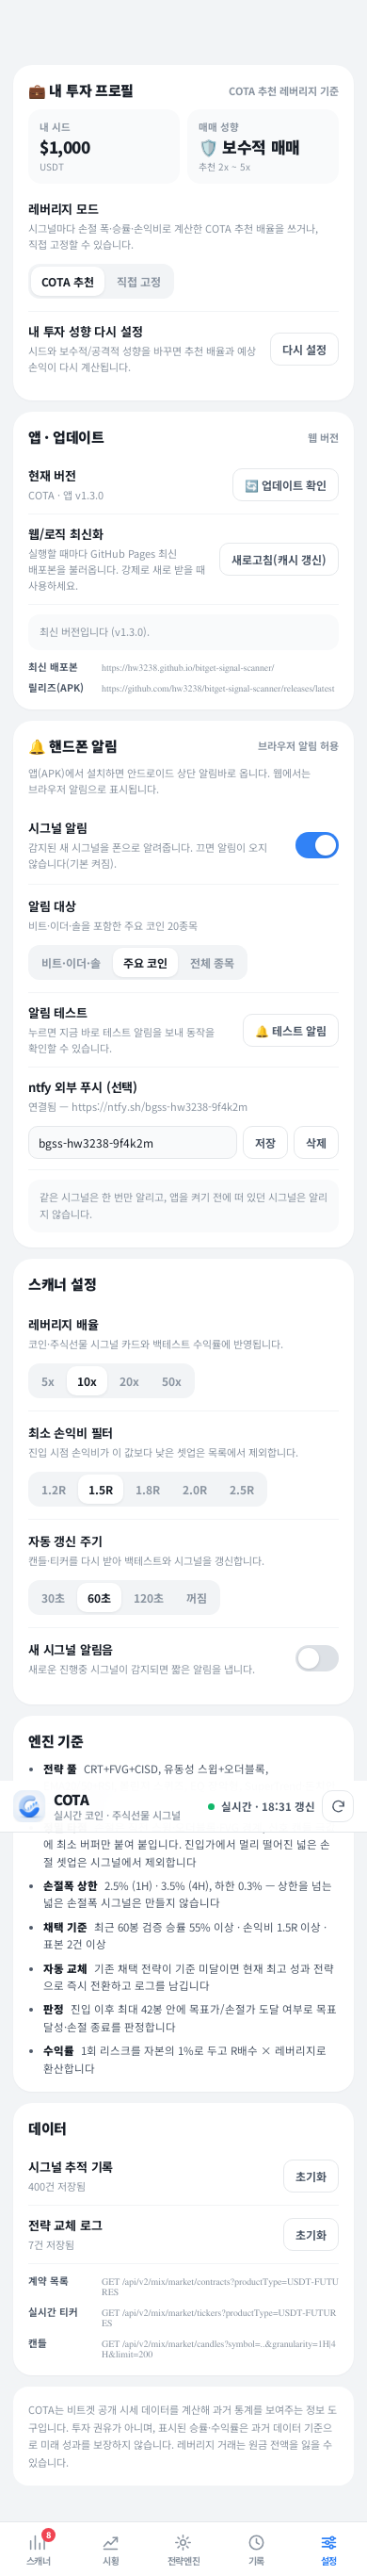 💼 내 투자 프로필
COTA 추천 레버리지 기준
내 시드
$1,000
USDT
매매 성향
🛡️ 보수적 매매
추천 2x ~ 5x
레버리지 모드
시그널마다 손절 폭·승률·손익비로 계산한 COTA 추천 배율을 쓰거나,
직접 고정할 수 있습니다.
COTA 추천
직접 고정
내 투자 성향 다시 설정
시드와 보수적/공격적 성향을 바꾸면 추천 배율과 예상
손익이 다시 계산됩니다.
다시 설정
앱 · 업데이트
웹 버전
현재 버전
COTA · 앱 v1.3.0
🔄 업데이트 확인
웹/로직 최신화
실행할 때마다 GitHub Pages 최신
배포본을 불러옵니다. 강제로 새로 받을 때
사용하세요.
새로고침(캐시 갱신)
최신 버전입니다 (v1.3.0).
최신 배포본 https://hw3238.github.io/bitget-signal-scanner/
릴리즈(APK) https://github.com/hw3238/bitget-signal-scanner/releases/latest
🔔 핸드폰 알림
브라우저 알림 허용
앱(APK)에서 설치하면 안드로이드 상단 알림바로 옵니다. 웹에서는
브라우저 알림으로 표시됩니다.
시그널 알림
감지된 새 시그널을 폰으로 알려줍니다. 끄면 알림이 오지
않습니다(기본 켜짐).
알림 대상
비트·이더·솔을 포함한 주요 코인 20종목
비트·이더·솔
주요 코인
전체 종목
알림 테스트
누르면 지금 바로 테스트 알림을 보내 동작을
확인할 수 있습니다.
🔔 테스트 알림
ntfy 외부 푸시 (선택)
연결됨 — https://ntfy.sh/bgss-hw3238-9f4k2m
bgss-hw3238-9f4k2m
저장
삭제
같은 시그널은 한 번만 알리고, 앱을 켜기 전에 떠 있던 시그널은 알리
지 않습니다.
스캐너 설정
레버리지 배율
코인·주식선물 시그널 카드와 백테스트 수익률에 반영됩니다.
5x
10x
20x
50x
최소 손익비 필터
진입 시점 손익비가 이 값보다 낮은 셋업은 목록에서 제외합니다.
1.2R
1.5R
1.8R
2.0R
2.5R
자동 갱신 주기
캔들·티커를 다시 받아 백테스트와 시그널을 갱신합니다.
30초
60초
120초
꺼짐
새 시그널 알림음
새로운 진행중 시그널이 감지되면 짧은 알림을 냅니다.
엔진 기준
• 전략 풀 CRT+FVG+CISD, 유동성 스윕+오더블록,
COTA
실시간 코인 · 주식선물 시그널
실시간 · 18:31 갱신
에 최소 버퍼만 붙여 붙입니다. 진입가에서 멀리 떨어진 넓은 손
절 셋업은 시그널에서 제외합니다
• 손절폭 상한 2.5% (1H) · 3.5% (4H), 하한 0.3% — 상한을 넘는
넓은 손절폭 시그널은 만들지 않습니다
• 채택 기준 최근 60봉 검증 승률 55% 이상 · 손익비 1.5R 이상 ·
표본 2건 이상
• 자동 교체 기존 채택 전략이 기준 미달이면 현재 최고 성과 전략
으로 즉시 전환하고 로그를 남깁니다
• 판정 진입 이후 최대 42봉 안에 목표가/손절가 도달 여부로 목표
달성·손절 종료를 판정합니다
• 수익률 1회 리스크를 자본의 1%로 두고 R배수 × 레버리지로
환산합니다
데이터
시그널 추적 기록
400건 저장됨
초기화
전략 교체 로그
7건 저장됨
초기화
계약 목록 GET /api/v2/mix/market/contracts?productType=USDT-FUTU
RES
실시간 티커 GET /api/v2/mix/market/tickers?productType=USDT-FUTUR
ES
캔들 GET /api/v2/mix/market/candles?symbol=..&granularity=1H|4
H&limit=200
COTA는 비트켓 공개 시세 데이터를 계산해 과거 통계를 보여주는 정보 도
구입니다. 투자 권유가 아니며, 표시된 승률·수익률은 과거 데이터 기준으
로 미래 성과를 보장하지 않습니다. 레버리지 거래는 원금 전액을 잃을 수
있습니다.
8
스캐너
시황
전략엔진
기록
설정